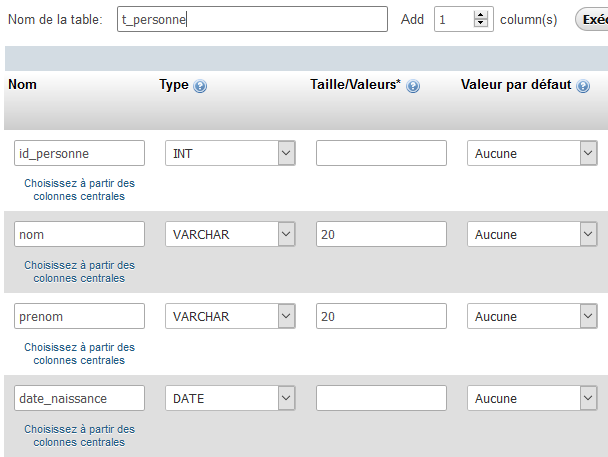 Nom de la table: t_personne Add 1 column(s)
Nom Type Taille/Valeurs* Valeur par défaut
id_personne INT Aucune
Choisissez à partir des
colonnes centrales
nom VARCHAR 20 Aucune
Choisissez à partir des
colonnes centrales
prenom VARCHAR 20 Aucune
Choisissez à partir des
colonnes centrales
date_naissance DATE Aucune
Choisissez à partir des
colonnes centrales